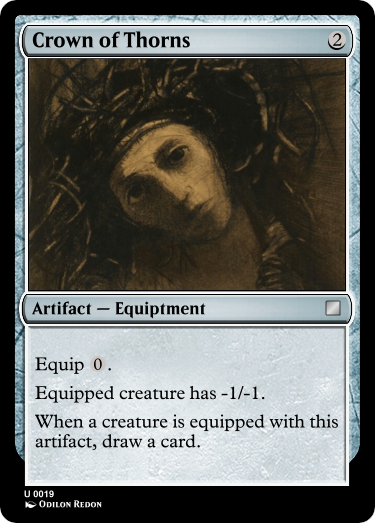 Crown of Thorns 2
Artifact — Equiptment
Equip 0 .
Equipped creature has -1/-1.
When a creature is equipped with this
artifact, draw a card.
U 0019
Odilon Redon